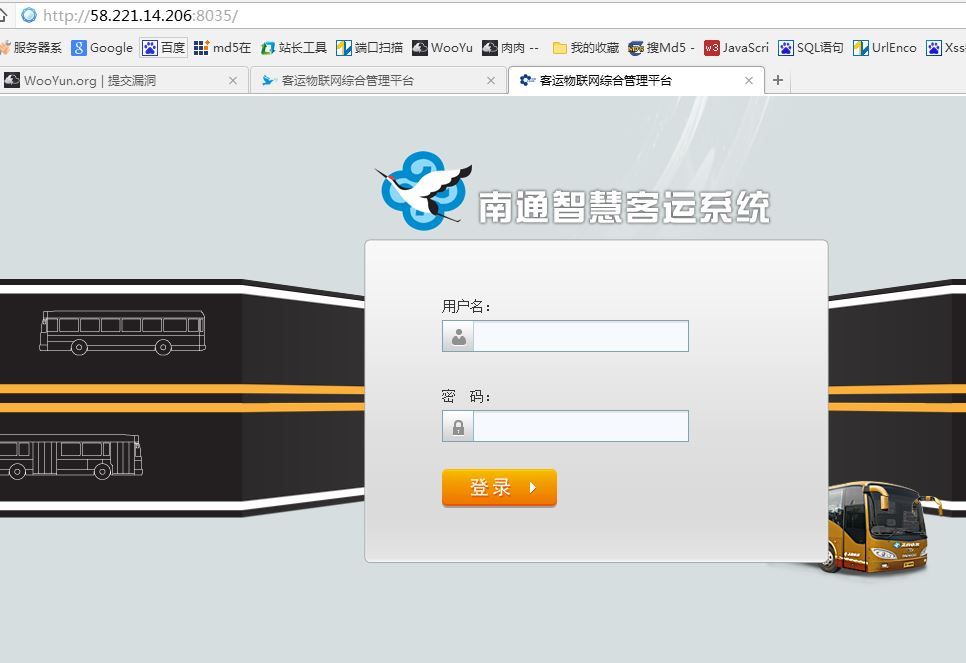 http://58.221.14.206:8035/
服务器系 Google 百度 md5在 站长工具 端口扫描 WooYu 肉肉 -- 我的收藏 搜Md5 - JavaScri SQL语句 UrlEnco Xss
WooYun.org | 提交漏洞 客运物联网综合管理平台 客运物联网综合管理平台
南通智慧客运系统
用户名：
密 码：
登录